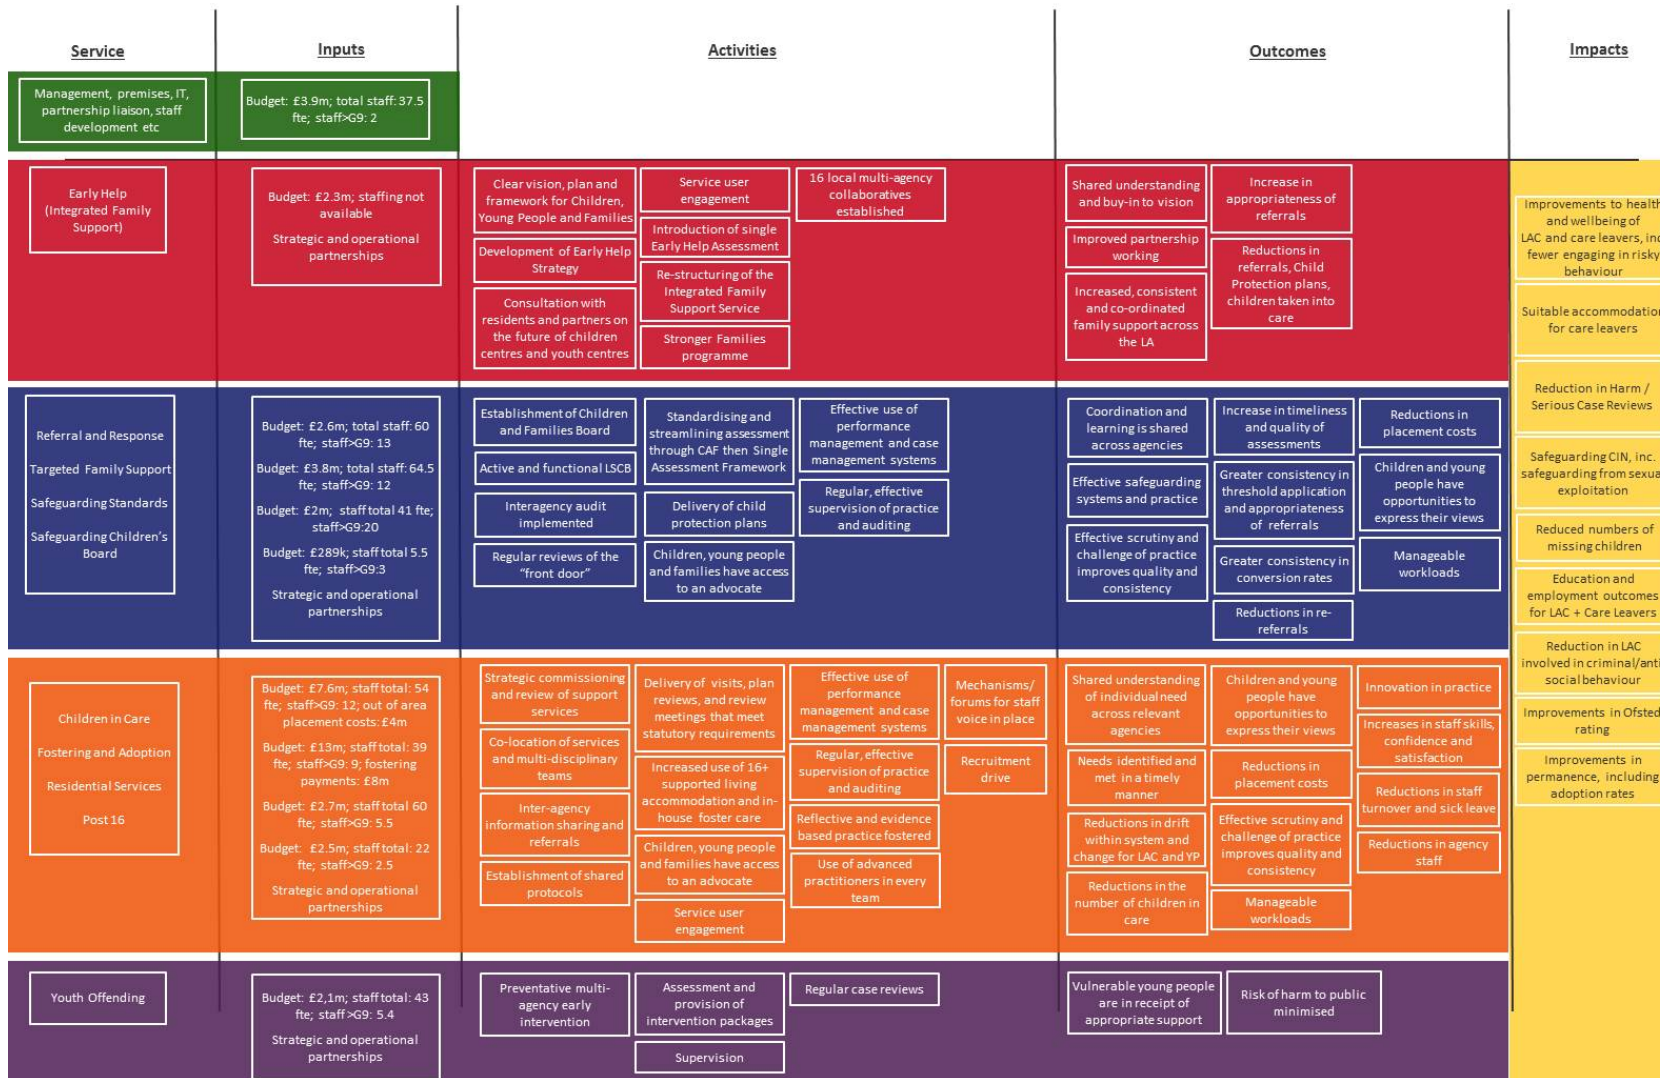 Service
Inputs
Activities
Outcomes
Impacts
Management, premises, IT,
partnership liaison, staff
development etc
Budget: £3.9m; total staff: 37.5
fte; staff>G9: 2
Early Help
(Integrated Family
Support)
Budget: £2.3m; staffing not
available
Strategic and operational
partnerships
Clear vision, plan and
framework for Children,
Young People and Families
Development of Early Help
Strategy
Consultation with
residents and partners on
the future of children
centres and youth centres
Service user
engagement
Introduction of single
Early Help Assessment
Re-structuring of the
Integrated Family
Support Service
Stronger Families
programme
16 local multi-agency
collaboratives
established
Shared understanding
and buy-in to vision
Improved partnership
working
Increased, consistent
and co-ordinated
family support across
the LA
Increase in
appropriateness of
referrals
Reductions in
referrals, Child
Protection plans,
children taken into
care
Referral and Response
Targeted Family Support
Safeguarding Standards
Safeguarding Children's
Board
Budget: £2.6m; total staff: 60
fte; staff>G9: 13
Budget: £3.8m; total staff: 64.5
fte; staff>G9: 12
Budget: £2m; staff total 41 fte;
staff>G9:20
Budget: £289k; staff total 5.5
fte; staff>G9:3
Strategic and operational
partnerships
Establishment of Children
and Families Board
Active and functional LSCB
Interagency audit
implemented
Regular reviews of the
"front door"
Standardising and
streamlining assessment
through CAF then Single
Assessment Framework
Delivery of child
protection plans
Children, young people
and families have access
to an advocate
Effective use of
performance
management and case
management systems
Regular, effective
supervision of practice
and auditing
Coordination and
learning is shared
across agencies
Effective safeguarding
systems and practice
Effective scrutiny and
challenge of practice
improves quality and
consistency
Increase in timeliness
and quality of
assessments
Greater consistency in
threshold application
and appropriateness
of referrals
Greater consistency in
conversion rates
Reductions in re-
referrals
Reductions in
placement costs
Children and young
people have
opportunities to
express their views
Manageable
workloads
Children in Care
Fostering and Adoption
Residential Services
Post 16
Budget: £7.6m; staff total: 54
fte; staff>G9: 12; out of area
placement costs: £4m
Budget: £13m; staff total: 39
fte; staff>G9: 9; fostering
payments: £8m
Budget: £2.7m; staff total 60
fte; staff>G9: 5.5
Budget: £2.5m; staff total: 22
fte; staff>G9: 2.5
Strategic and operational
partnerships
Strategic commissioning
and review of support
services
Co-location of services
and multi-disciplinary
teams
Inter-agency
information sharing and
referrals
Establishment of shared
protocols
Delivery of visits, plan
reviews, and review
meetings that meet
statutory requirements
Increased use of 16+
supported living
accommodation and in-
house foster care
Children, young people
and families have access
to an advocate
Service user
engagement
Effective use of
performance
management and case
management systems
Regular, effective
supervision of practice
and auditing
Reflective and evidence
based practice fostered
Use of advanced
practitioners in every
team
Mechanisms/
forums for staff
voice in place
Recruitment
drive
Shared understanding
of individual need
across relevant
agencies
Needs identified and
met in a timely
manner
Reductions in drift
within system and
change for LAC and YP
Reductions in the
number of children in
care
Children and young
people have
opportunities to
express their views
Reductions in
placement costs
Effective scrutiny and
challenge of practice
improves quality and
consistency
Manageable
workloads
Innovation in practice
Increases in staff skills,
confidence and
satisfaction
Reductions in staff
turnover and sick leave
Reductions in agency
staff
Youth Offending
Budget: £2,1m; staff total: 43
fte; staff>G9: 5.4
Strategic and operational
partnerships
Preventative multi-
agency early
intervention
Assessment and
provision of
intervention packages
Supervision
Regular case reviews
Vulnerable young people
are in receipt of
appropriate support
Risk of harm to public
minimised
Improvements to health
and wellbeing of
LAC and care leavers, inc
fewer engaging in risky
behaviour
Suitable accommodation
for care leavers
Reduction in Harm /
Serious Case Reviews
Safeguarding CIN, inc.
safeguarding from sexual
exploitation
Reduced numbers of
missing children
Education and
employment outcomes
for LAC + Care Leavers
Reduction in LAC
involved in criminal/anti
social behaviour
Improvements in Ofsted
rating
Improvements in
permanence, including
adoption rates